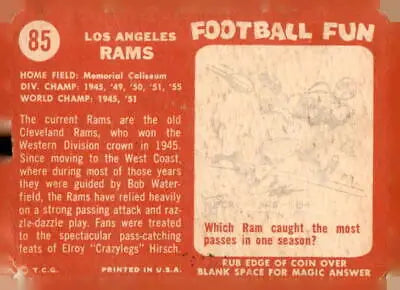 85
LOS ANGELES
RAMS
HOME FIELD: Memorial Coliseum
DIV. CHAMP: 1945, '49, '50, '51, '55
WORLD CHAMP: 1945, '51
The current Rams are the old
Cleveland Rams, who won the
Western Division crown in 1945.
Since moving to the West Coast,
where during most of those years
they were guided by Bob Water-
field, the Rams have relied heavily
on a strong passing attack and raz-
zle-dazzle play. Fans were treated
to the spectacular pass-catching
feats of Elroy "Crazylegs" Hirsch.
© T.C.G. PRINTED IN U.S.A.
FOOTBALL FUN
Which Ram caught the most
passes in one season?
RUB EDGE OF COIN OVER
BLANK SPACE FOR MAGIC ANSWER